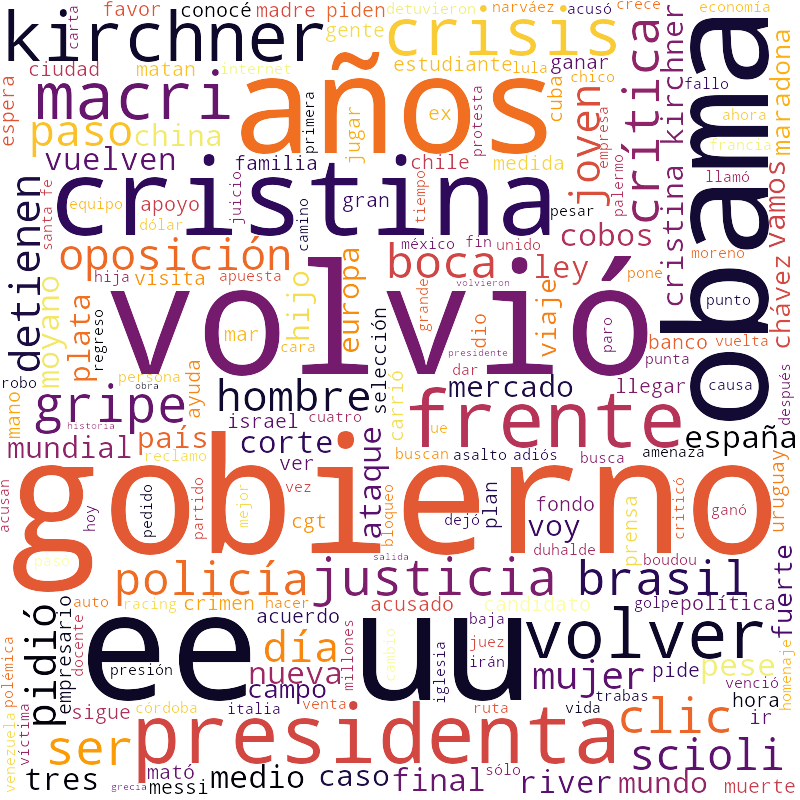 kirchner
favor
conocé
madre
piden
detuvieron
narváez
acusó
crece
economía
carta
gente
crisis
crítica
obama
espera
ciudad
matan
internet
macri
años
estudiante
lula
ganar
chico
fallo
cuba
joven
kirchner
maradona
paso
china
primera
jugar
ex
protesta
empresa
ahora
francia
vuelven
familia
chile
medida
palermo
llamó
detienen
santa fe
equipo
apoyo
dólar
juicio
cristina
gran
camino
tiempo
pesar
moreno
vamos
oposición
méxico
fin
unido
cobos
cristina
chávez
hija
visita
apuesta
boca
ley
pone
moyano
plata
regreso
volvió
volvieron
hijo
europa
grande
dio
viaje
punto
mar
cara
selección
paro
banco
vuelta
robo
persona
obra
presidente
dar
punta
mano
gripe
ayuda
hombre
mercado
llegar
causa
después
historia
israel
cuatro
carrió
ue
frente
mundial
reclamo
país
corte
ataque
buscan
asalto
adiós
busca
amenaza
españa
acusan
hoy
pedido
partido
vez
ver
mejor
cgt
bloqueo
dejó
plan
fondo
voy
prensa
criticó
ganó
uruguay
gobierno
duhalde
boudou
pasó
salida
policía
justicia
brasil
fuerte
pidió
empresario
auto
racing
crimen
hacer
acusado
candidato
golpe
política
docente
ee uu
acuerdo
día
baja
volver
homenaje
polémica
presión
nueva
millones
cambio
iglesia
juez
irán
mujer
pide
pese
venció
hora
venezuela
víctima
sigue
campo
córdoba
italia
venta
presidenta
ruta
vida
trabas
clic
ir
ser
scioli
tres
mató
messi
grecia
medio
caso
final
sólo
river
mundo
muerte